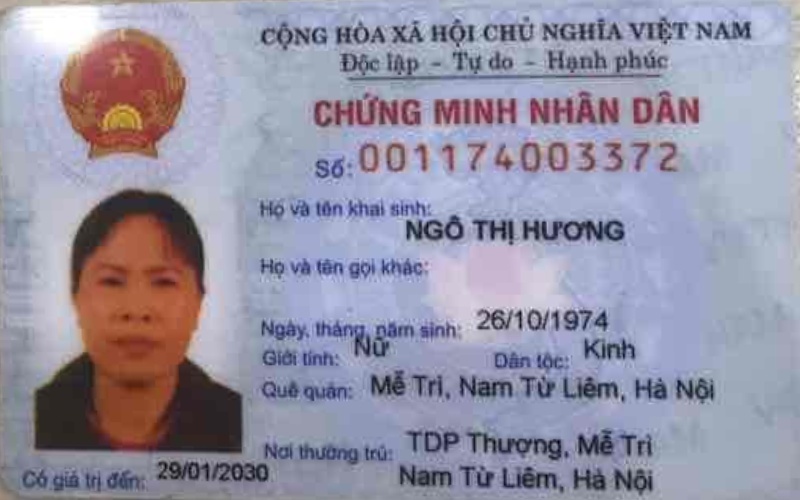 CỘNG HÒA XÃ HỘI CHỦ NGHĨA VIỆT NAM
Độc lập - Tự do - Hạnh phúc
CHỨNG MINH NHÂN DÂN
Số: 001174003372
Họ và tên khai sinh:
NGÔ THỊ HƯƠNG
Họ và tên gọi khác:
Ngày, tháng, năm sinh: 26/10/1974
Giới tính: Nữ Dân tộc: Kinh
Quê quán: Mễ Trì, Nam Từ Liêm, Hà Nội
Nơi thường trú: TDP Thượng, Mễ Trì
Nam Từ Liêm, Hà Nội
Có giá trị đến: 29/01/2030